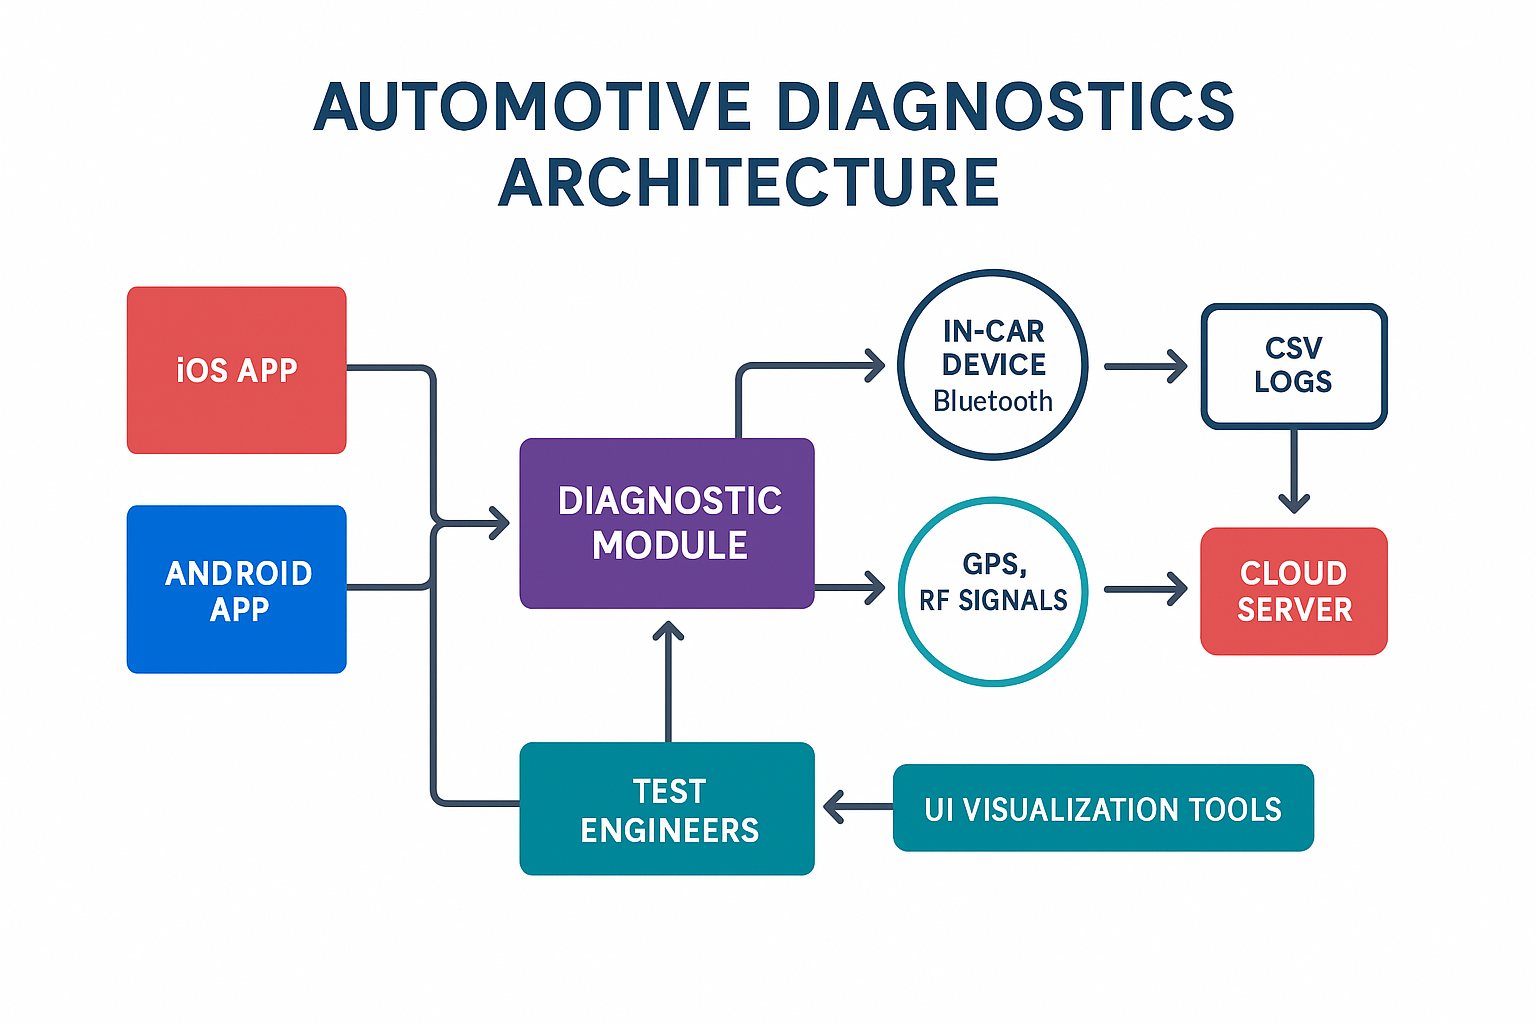 AUTOMOTIVE DIAGNOSTICS
ARCHITECTURE
iOS APP
ANDROID
APP
DIAGNOSTIC
MODULE
IN-CAR
DEVICE
Bluetooth
CSV
LOGS
GPS,
RF SIGNALS
CLOUD
SERVER
TEST
ENGINEERS
UI VISUALIZATION TOOLS